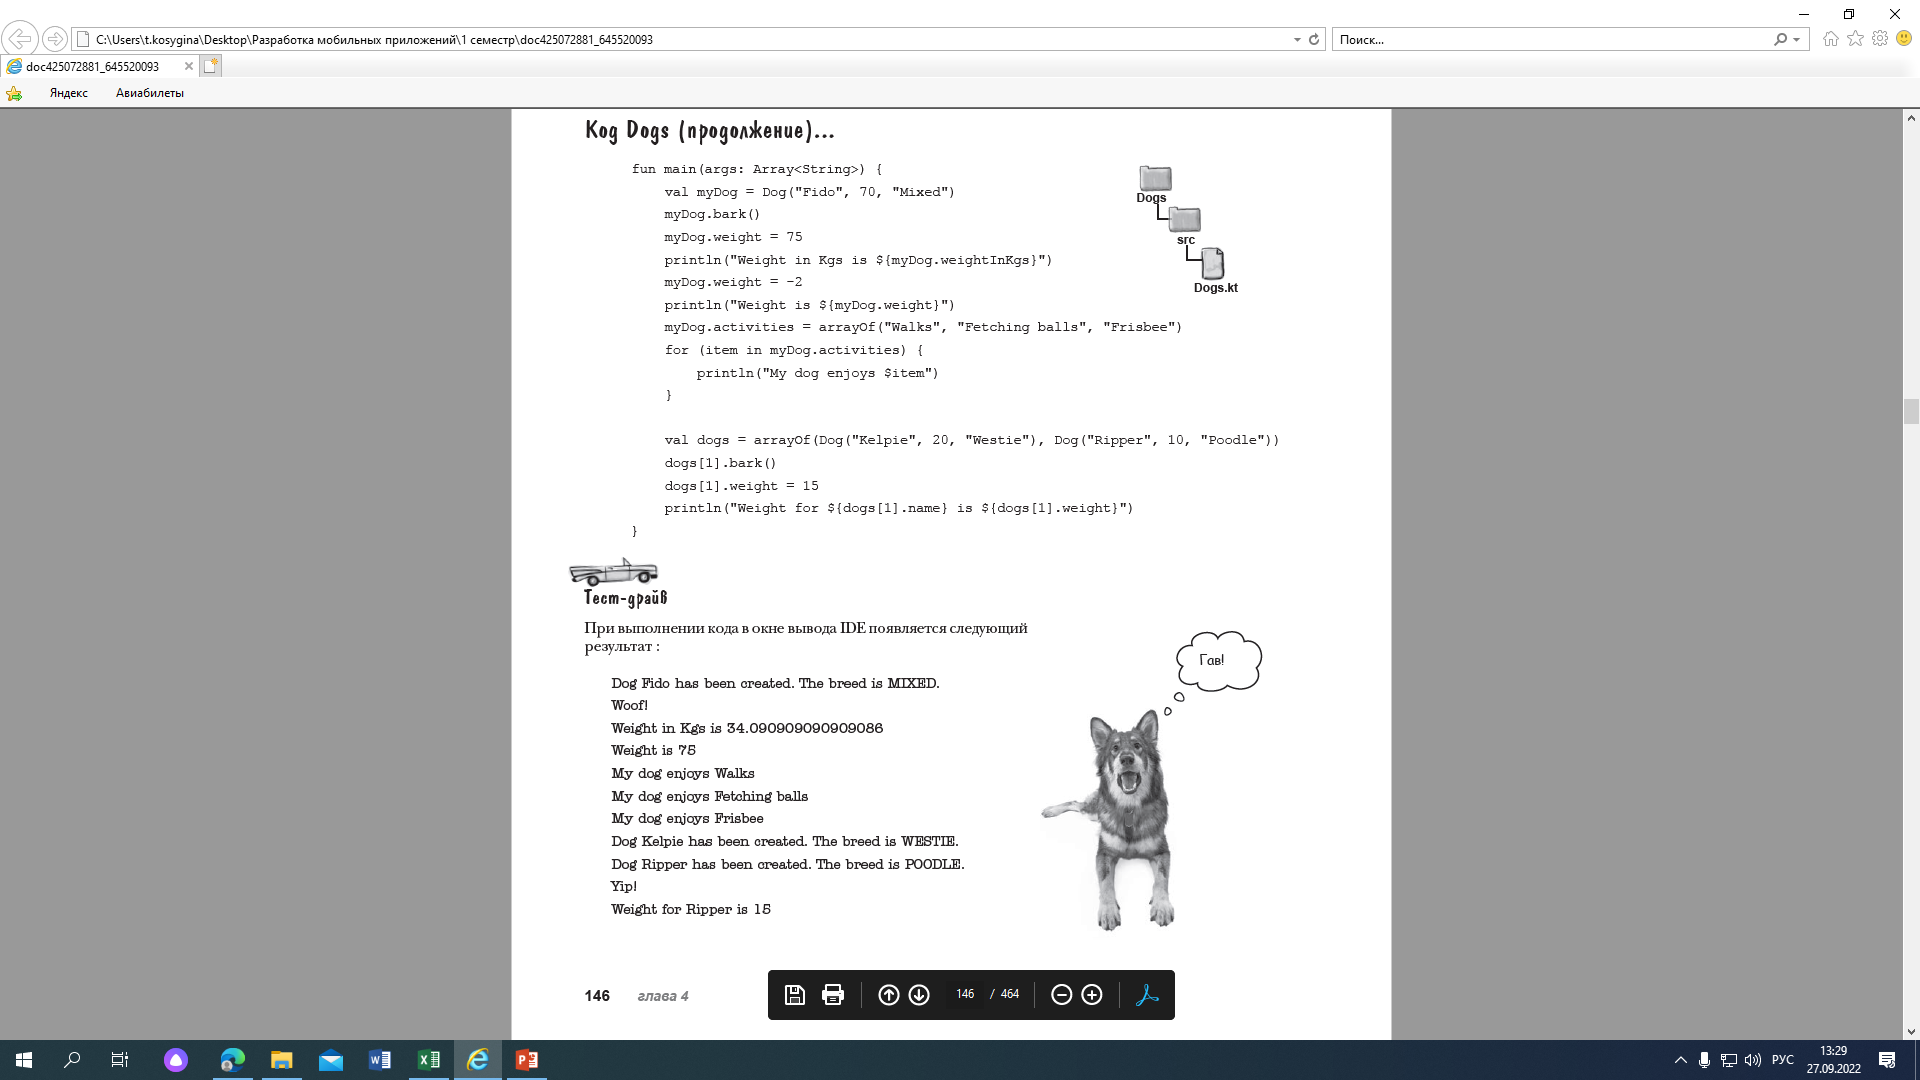 C:\Users\t.kosygina\Desktop\Разработка мобильных приложений\1 семестр\doc425072881_645520093
Поиск...
doc425072881_645520093
Яндекс
Авиабилеты
Код Dogs (продолжение)...
fun main(args: Array<String>) {
    val myDog = Dog("Fido", 70, "Mixed")
    myDog.bark()
    myDog.weight = 75
    println("Weight in Kgs is ${myDog.weightInKgs}")
    myDog.weight = -2
    println("Weight is ${myDog.weight}")
    myDog.activities = arrayOf("Walks", "Fetching balls", "Frisbee")
    for (item in myDog.activities) {
        println("My dog enjoys $item")
    }
    val dogs = arrayOf(Dog("Kelpie", 20, "Westie"), Dog("Ripper", 10, "Poodle"))
    dogs[1].bark()
    dogs[1].weight = 15
    println("Weight for ${dogs[1].name} is ${dogs[1].weight}")
}
Dogs
src
Dogs.kt
Тест-драйв
При выполнении кода в окне вывода IDE появляется следующий
результат :
Dog Fido has been created. The breed is MIXED.
Woof!
Weight in Kgs is 34.090909090909086
Weight is 75
My dog enjoys Walks
My dog enjoys Fetching balls
My dog enjoys Frisbee
Dog Kelpie has been created. The breed is WESTIE.
Dog Ripper has been created. The breed is POODLE.
Yip!
Weight for Ripper is 15
Гав!
146 глава 4
146 / 464
РУС
13:29
27.09.2022